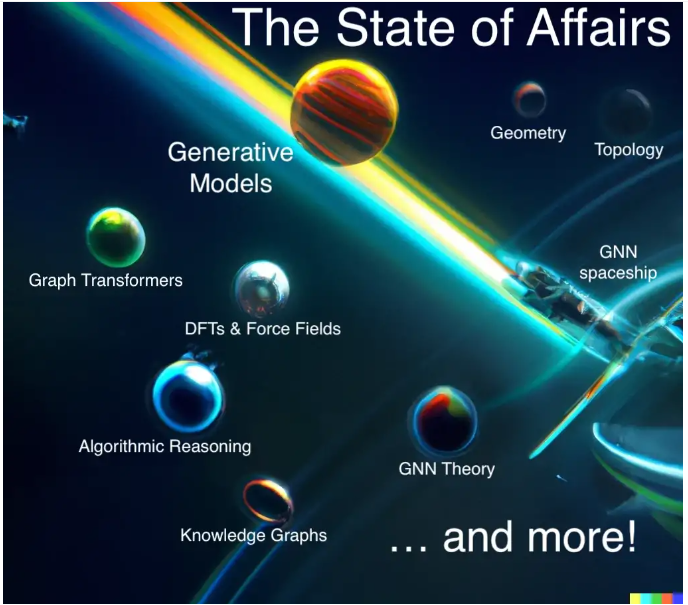 The State of Affairs
Geometry
Topology
Generative
Models
GNN
spaceship
Graph Transformers
DFTs & Force Fields
Algorithmic Reasoning
GNN Theory
Knowledge Graphs
... and more!